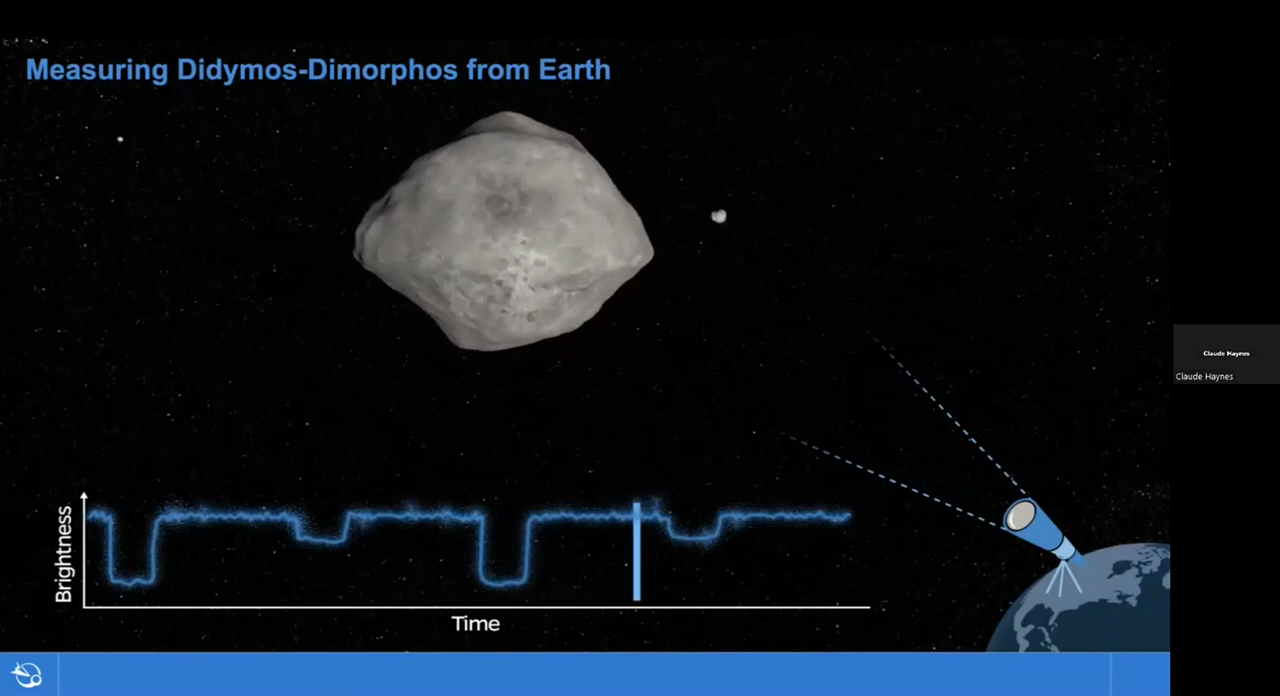 Measuring Didymos-Dimorphos from Earth
Claude Haynes
Claude Haynes
Brightness
Time